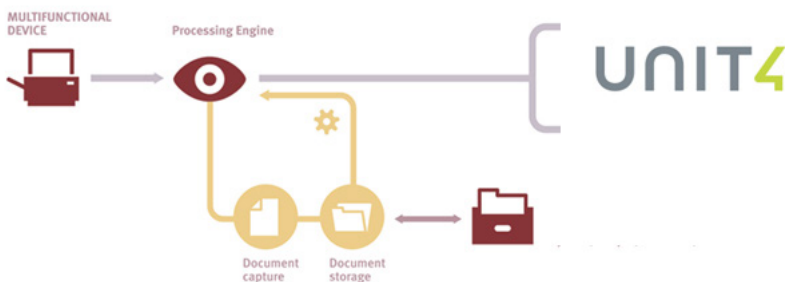 MULTIFUNCTIONAL
DEVICE
Processing Engine
UNIT4
Document
capture
Document
storage